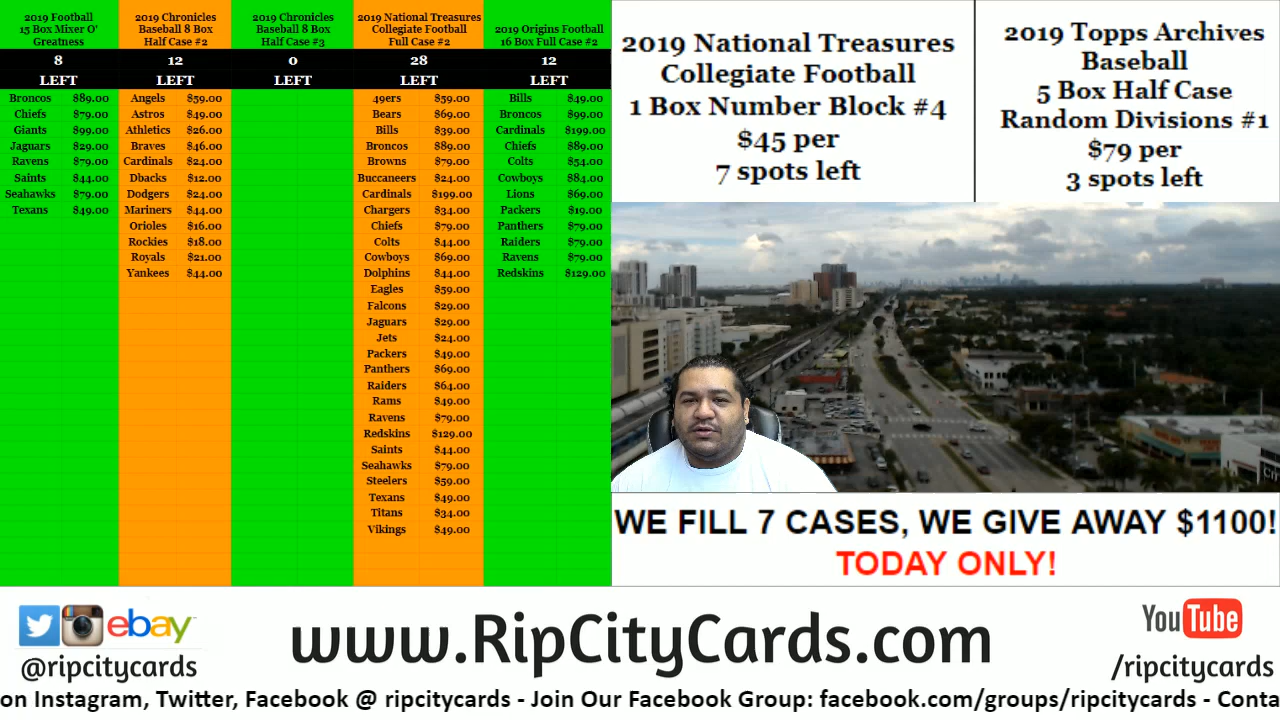 2019 Football
15 Box Mixer O'
Greatness
8
LEFT
Broncos $89.00
Chiefs $79.00
Giants $99.00
Jaguars $29.00
Ravens $79.00
Saints $44.00
Seahawks $79.00
Texans $49.00
2019 Chronicles
Baseball 8 Box
Half Case #2
12
LEFT
Angels $59.00
Astros $49.00
Athletics $26.00
Braves $46.00
Cardinals $24.00
Dbacks $12.00
Dodgers $24.00
Mariners $44.00
Orioles $16.00
Rockies $18.00
Royals $21.00
Yankees $44.00
2019 Chronicles
Baseball 8 Box
Half Case #3
0
LEFT
2019 National Treasures
Collegiate Football
Full Case #2
28
LEFT
49ers $59.00
Bears $69.00
Bills $39.00
Broncos $89.00
Browns $79.00
Buccaneers $24.00
Cardinals $199.00
Chargers $34.00
Chiefs $79.00
Colts $44.00
Cowboys $69.00
Dolphins $44.00
Eagles $59.00
Falcons $29.00
Jaguars $29.00
Jets $24.00
Packers $49.00
Panthers $69.00
Raiders $64.00
Rams $49.00
Ravens $79.00
Redskins $129.00
Saints $44.00
Seahawks $79.00
Steelers $59.00
Texans $49.00
Titans $34.00
Vikings $49.00
2019 Origins Football
16 Box Full Case #2
12
LEFT
Bills $49.00
Broncos $99.00
Cardinals $199.00
Chiefs $89.00
Colts $54.00
Cowboys $84.00
Lions $69.00
Packers $19.00
Panthers $79.00
Raiders $79.00
Ravens $79.00
Redskins $129.00
2019 National Treasures
Collegiate Football
1 Box Number Block #4
$45 per
7 spots left
2019 Topps Archives
Baseball
5 Box Half Case
Random Divisions #1
$79 per
3 spots left
WE FILL 7 CASES, WE GIVE AWAY $1100!
TODAY ONLY!
ebay
@ripcitycards
www.RipCityCards.com
YouTube
/ripcitycards
on Instagram, Twitter, Facebook @ ripcitycards - Join Our Facebook Group: facebook.com/groups/ripcitycards - Conta